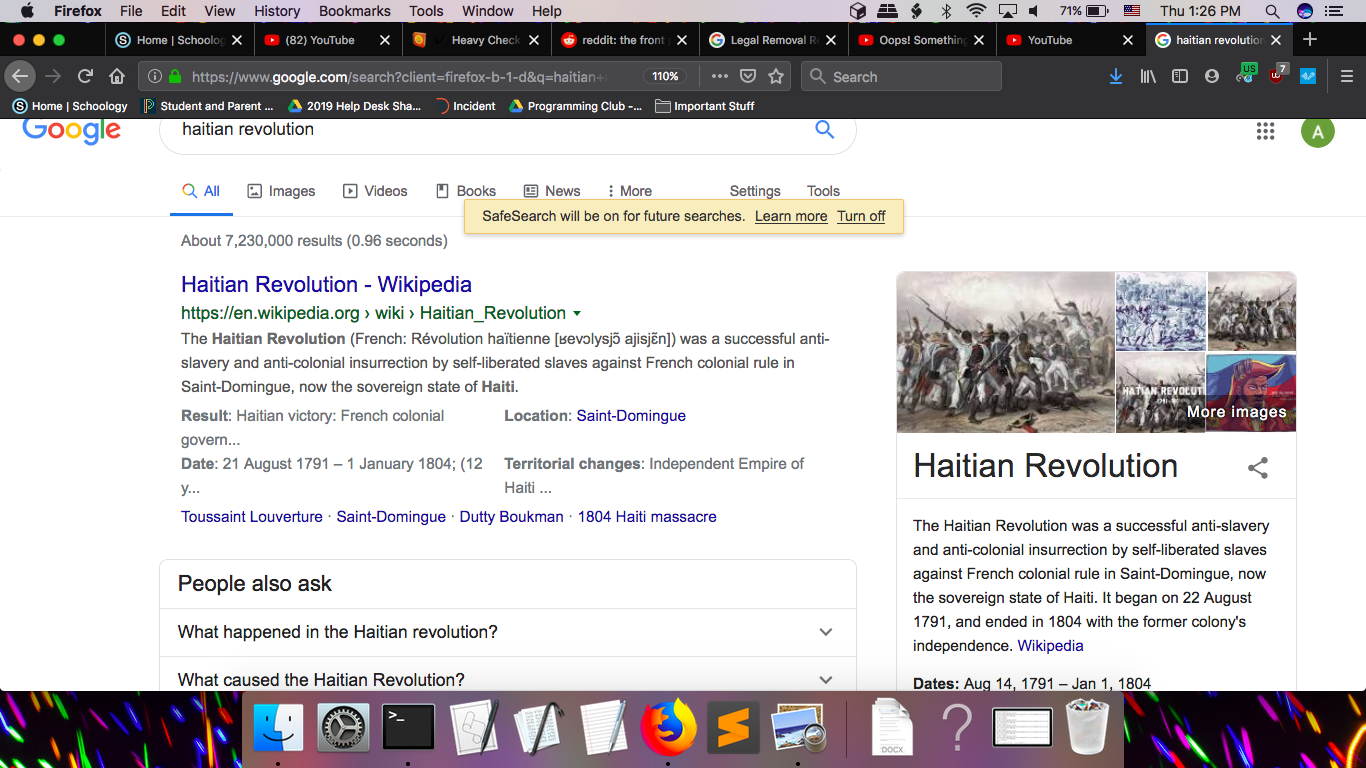 Firefox File Edit View History Bookmarks Tools Window Help 71% Thu 1:26 PM
Home | Schoolog (82) YouTube Heavy Check reddit: the front Legal Removal R Oops! Something YouTube haitian revolution
https://www.google.com/search?client=firefox-b-1-d&q=haitian+ 110% Search US 7
Home | Schoology Student and Parent ... 2019 Help Desk Sha... Incident Programming Club -... Important Stuff
Google haitian revolution A
All Images Videos Books News More Settings Tools
SafeSearch will be on for future searches. Learn more Turn off
About 7,230,000 results (0.96 seconds)
Haitian Revolution - Wikipedia
https://en.wikipedia.org › wiki › Haitian_Revolution
The Haitian Revolution (French: Révolution haïtienne [ʁevɔlysjɔ̃ ajisjɛ̃n]) was a successful anti-
slavery and anti-colonial insurrection by self-liberated slaves against French colonial rule in
Saint-Domingue, now the sovereign state of Haiti.
Result: Haitian victory: French colonial
govern...
Location: Saint-Domingue
Date: 21 August 1791 – 1 January 1804; (12
y...
Territorial changes: Independent Empire of
Haiti ...
Toussaint Louverture · Saint-Domingue · Dutty Boukman · 1804 Haiti massacre
People also ask
What happened in the Haitian revolution?
What caused the Haitian Revolution?
More images
Haitian Revolution
The Haitian Revolution was a successful anti-slavery
and anti-colonial insurrection by self-liberated slaves
against French colonial rule in Saint-Domingue, now
the sovereign state of Haiti. It began on 22 August
1791, and ended in 1804 with the former colony's
independence. Wikipedia
Dates: Aug 14, 1791 – Jan 1, 1804
DOCX